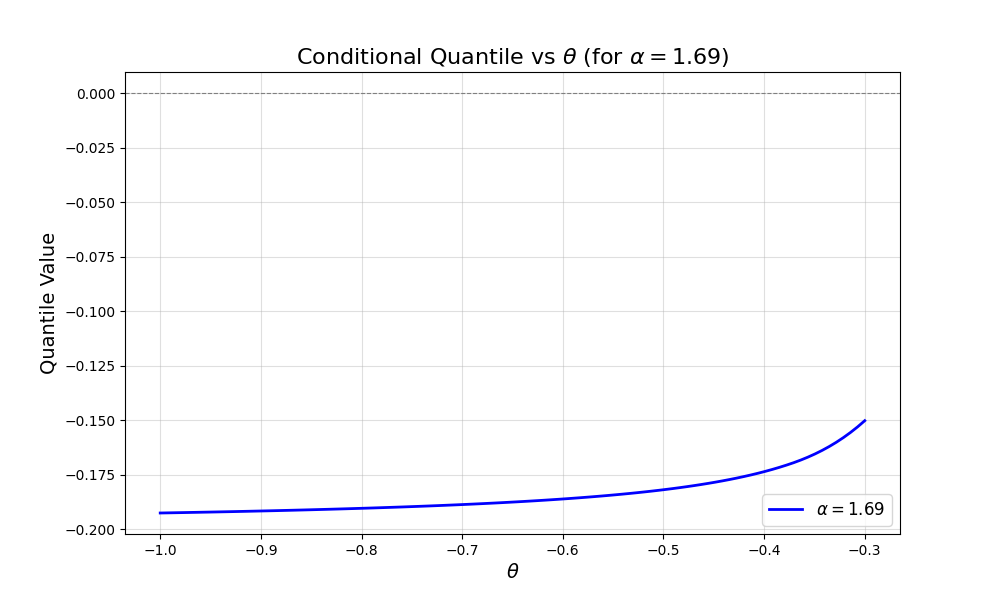 Conditional Quantile vs θ (for α = 1.69)
Quantile Value
0.000
−0.025
−0.050
−0.075
−0.100
−0.125
−0.150
−0.175
−0.200
α = 1.69
−1.0 −0.9 −0.8 −0.7 −0.6 −0.5 −0.4 −0.3
θ